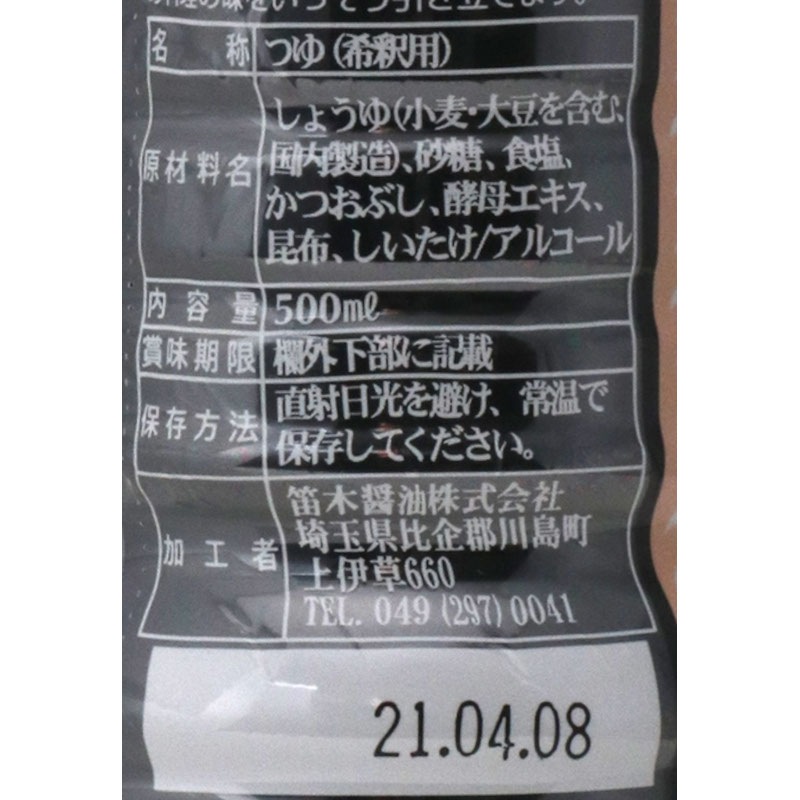 名称 つゆ(希釈用)
原材料名 しょうゆ(小麦・大豆を含む、
国内製造)、砂糖、食塩、
かつおぶし、酵母エキス、
昆布、しいたけ/アルコール
内容量 500mℓ
賞味期限 欄外下部に記載
保存方法 直射日光を避け、常温で
保存してください。
加工者 笛木醤油株式会社
埼玉県比企郡川島町
上伊草660
TEL. 049 (297) 0041
21.04.08